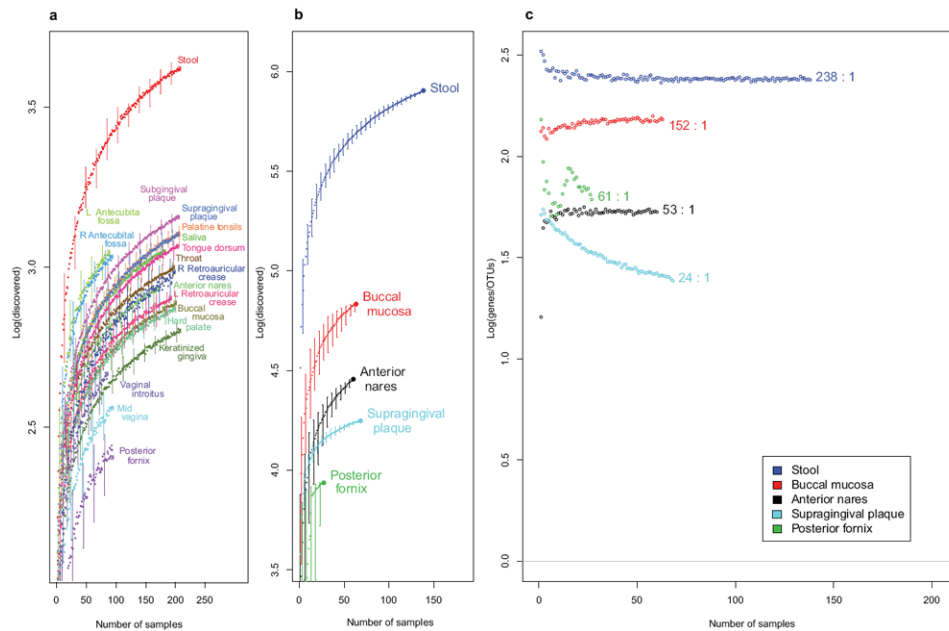 a
Log(discovered)
3.5
3.0
2.5
Stool
Subgingival
plaque
L Antecubita
fossa
Supragingival
plaque
R Antecubital
fossa
Palatine tonsils
Saliva
Tongue dorsum
Throat
R Retroauricular
crease
Anterior nares
L Retroauricular
crease
Buccal
mucosa
Hard
palate
Keratinized
gingiva
Vaginal
introitus
Mid
vagina
Posterior
fornix
0 50 100 150 200 250
Number of samples
b
Log(discovered)
6.0
5.5
5.0
4.5
4.0
3.5
Stool
Buccal
mucosa
Anterior
nares
Supragingival
plaque
Posterior
fornix
0 50 100 150
Number of samples
c
Log(genes/OTUs)
2.5
2.0
1.5
1.0
0.5
0.0
238 : 1
152 : 1
61 : 1
53 : 1
24 : 1
Stool
Buccal mucosa
Anterior nares
Supragingival plaque
Posterior fornix
0 50 100 150 200
Number of samples